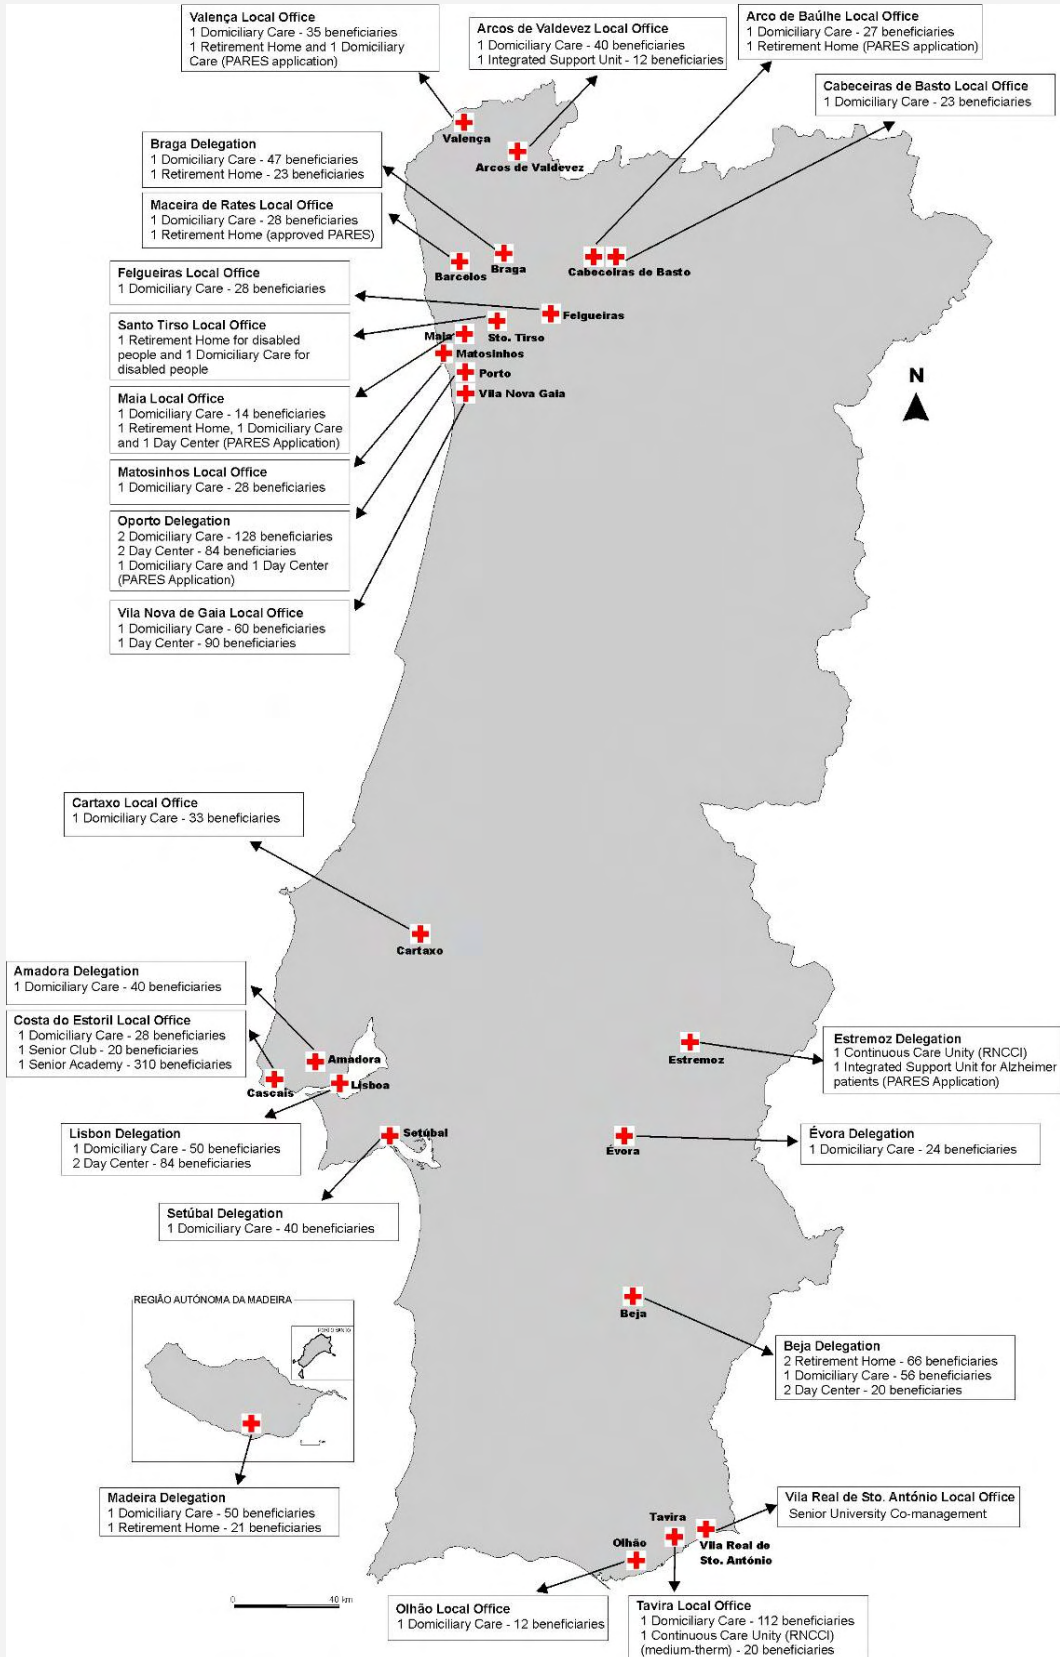 Valença Local Office
1 Domiciliary Care - 35 beneficiaries
1 Retirement Home and 1 Domiciliary
Care (PARES application)
Arcos de Valdevez Local Office
1 Domiciliary Care - 40 beneficiaries
1 Integrated Support Unit - 12 beneficiaries
Arco de Baúlhe Local Office
1 Domiciliary Care - 27 beneficiaries
1 Retirement Home (PARES application)
Cabeceiras de Basto Local Office
1 Domiciliary Care - 23 beneficiaries
Valença
Arcos de Valdevez
Braga Delegation
1 Domiciliary Care - 47 beneficiaries
1 Retirement Home - 23 beneficiaries
Maceira de Rates Local Office
1 Domiciliary Care - 28 beneficiaries
1 Retirement Home (approved PARES)
Barcelos
Braga
Cabeceiras de Basto
Felgueiras Local Office
1 Domiciliary Care - 28 beneficiaries
Felgueiras
Santo Tirso Local Office
1 Retirement Home for disabled
people and 1 Domiciliary Care for
disabled people
Maia
Sto. Tirso
Matosinhos
Porto
Vila Nova Gaia
N
Maia Local Office
1 Domiciliary Care - 14 beneficiaries
1 Retirement Home, 1 Domiciliary Care
and 1 Day Center (PARES Application)
Matosinhos Local Office
1 Domiciliary Care - 28 beneficiaries
Oporto Delegation
2 Domiciliary Care - 128 beneficiaries
2 Day Center - 84 beneficiaries
1 Domiciliary Care and 1 Day Center
(PARES Application)
Vila Nova de Gaia Local Office
1 Domiciliary Care - 60 beneficiaries
1 Day Center - 90 beneficiaries
Cartaxo Local Office
1 Domiciliary Care - 33 beneficiaries
Cartaxo
Amadora Delegation
1 Domiciliary Care - 40 beneficiaries
Costa do Estoril Local Office
1 Domiciliary Care - 28 beneficiaries
1 Senior Club - 20 beneficiaries
1 Senior Academy - 310 beneficiaries
Amadora
Cascais
Lisboa
Estremoz
Estremoz Delegation
1 Continuous Care Unity (RNCCI)
1 Integrated Support Unit for Alzheimer
patients (PARES Application)
Lisbon Delegation
1 Domiciliary Care - 50 beneficiaries
2 Day Center - 84 beneficiaries
Setúbal
Évora
Évora Delegation
1 Domiciliary Care - 24 beneficiaries
Setúbal Delegation
1 Domiciliary Care - 40 beneficiaries
REGIÃO AUTÓNOMA DA MADEIRA
PORTO SANTO
Beja
Beja Delegation
2 Retirement Home - 66 beneficiaries
1 Domiciliary Care - 56 beneficiaries
2 Day Center - 20 beneficiaries
Madeira Delegation
1 Domiciliary Care - 50 beneficiaries
1 Retirement Home - 21 beneficiaries
Vila Real de Sto. António Local Office
Senior University Co-management
Tavira
Olhão
Vila Real de
Sto. António
0 40 km
Olhão Local Office
1 Domiciliary Care - 12 beneficiaries
Tavira Local Office
1 Domiciliary Care - 112 beneficiaries
1 Continuous Care Unity (RNCCI)
(medium-therm) - 20 beneficiaries